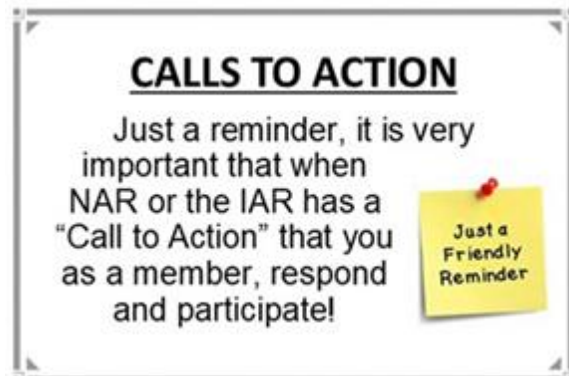 CALLS TO ACTION
Just a reminder, it is very
important that when
NAR or the IAR has a
“Call to Action” that you
as a member, respond
and participate!
Just a
Friendly
Reminder